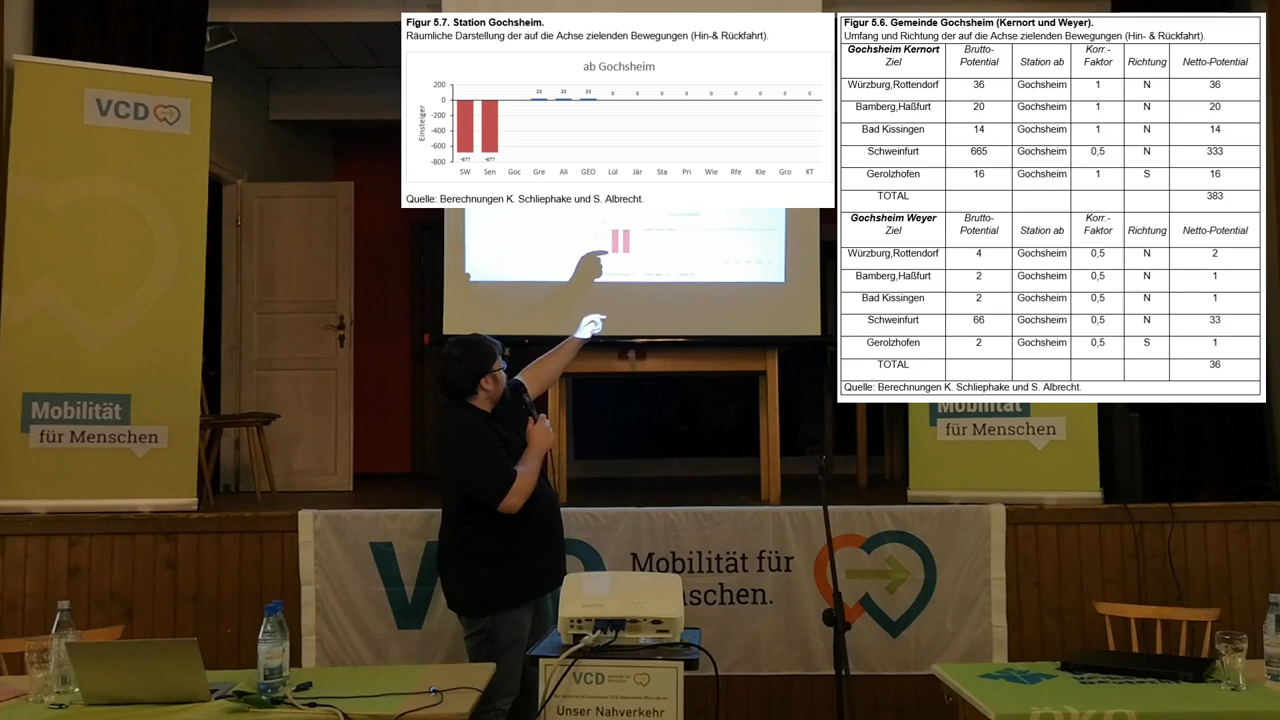 Figur 5.7. Station Gochsheim.
Räumliche Darstellung der auf die Achse zielenden Bewegungen (Hin-& Rückfahrt).
ab Gochsheim
Einsteiger
200
0
-200
-400
-600
-800
-677 -677 23 23 23 0 0 0 0 0 0 0 0 0
SW Sen Goc Gre Ali GEO Lül Jär Sta Pri Wie Rfe Kle Gro KT
Quelle: Berechnungen K. Schliephake und S. Albrecht.
Figur 5.6. Gemeinde Gochsheim (Kernort und Weyer).
Umfang und Richtung der auf die Achse zielenden Bewegungen (Hin- & Rückfahrt).
Gochsheim Kernort Brutto- Korr.-
Ziel Potential Station ab Faktor Richtung Netto-Potential
Würzburg,Rottendorf 36 Gochsheim 1 N 36
Bamberg,Haßfurt 20 Gochsheim 1 N 20
Bad Kissingen 14 Gochsheim 1 N 14
Schweinfurt 665 Gochsheim 0,5 N 333
Gerolzhofen 16 Gochsheim 1 S 16
TOTAL 383
Gochsheim Weyer Brutto- Korr.-
Ziel Potential Station ab Faktor Richtung Netto-Potential
Würzburg,Rottendorf 4 Gochsheim 0,5 N 2
Bamberg,Haßfurt 2 Gochsheim 0,5 N 1
Bad Kissingen 2 Gochsheim 0,5 N 1
Schweinfurt 66 Gochsheim 0,5 N 33
Gerolzhofen 2 Gochsheim 0,5 S 1
TOTAL 36
Quelle: Berechnungen K. Schliephake und S. Albrecht.
VCD
Mobilität
für Menschen
Mobilität
für Menschen
Mobilität für
VCD
Unser Nahverkehr